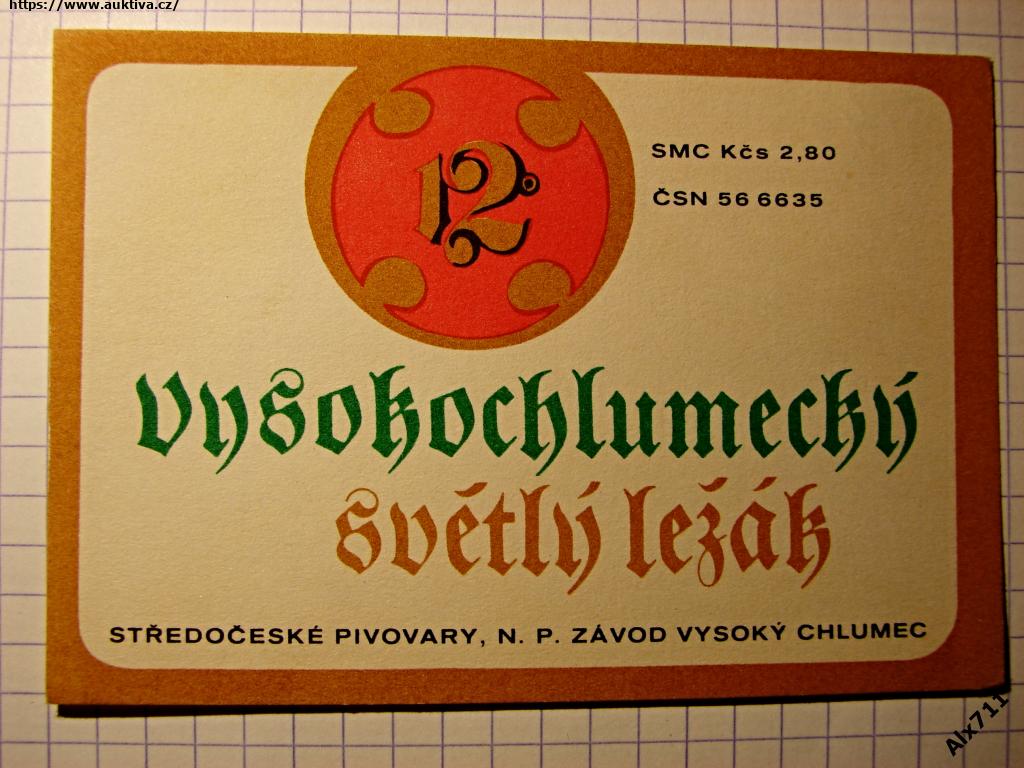 https://www.auktiva.cz/
12°
SMC Kčs 2,80
ČSN 56 6635
Vysokochlumecký
světlý ležák
STŘEDOČESKÉ PIVOVARY, N. P. ZÁVOD VYSOKÝ CHLUMEC
Alx711